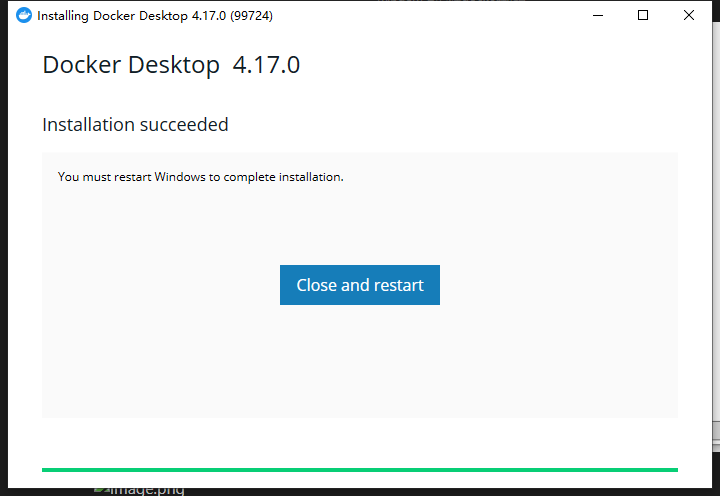 Installing Docker Desktop 4.17.0 (99724)
Docker Desktop 4.17.0
Installation succeeded
You must restart Windows to complete installation.
Close and restart
image.png